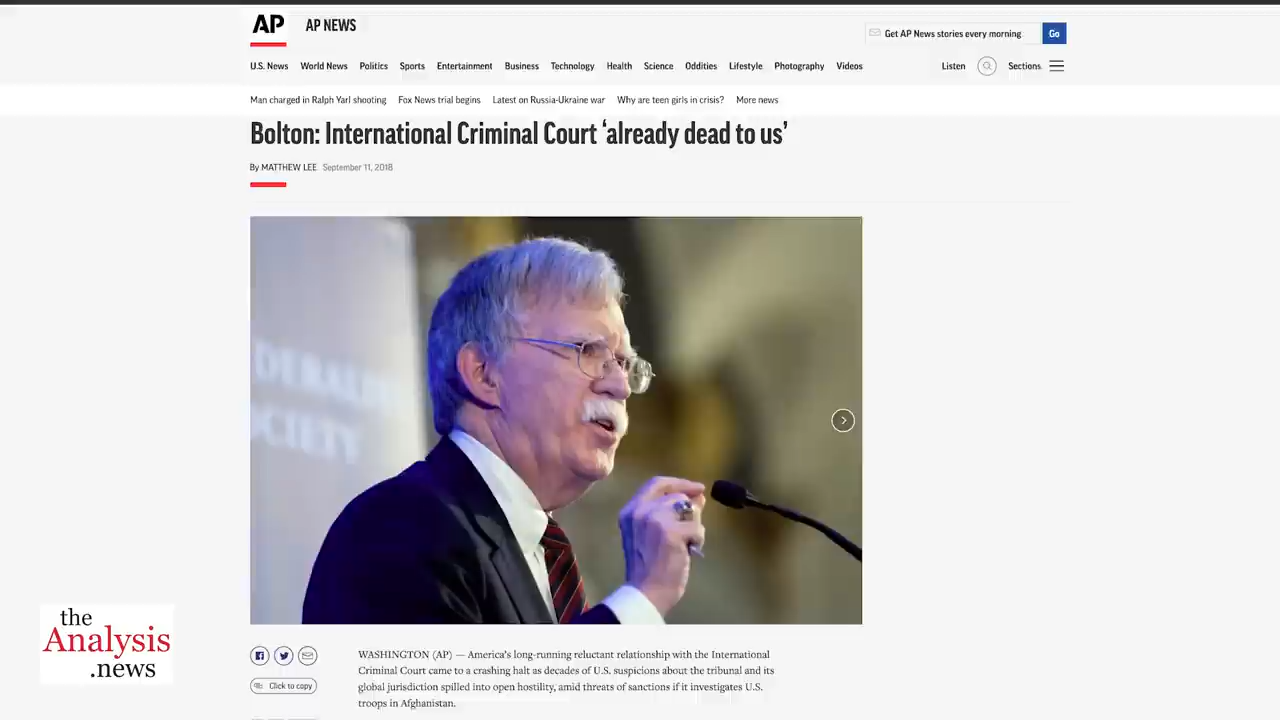 AP
AP NEWS
Get AP News stories every morning
Go
U.S. News World News Politics Sports Entertainment Business Technology Health Science Oddities Lifestyle Photography Videos
Listen
Sections
Man charged in Ralph Yarl shooting Fox News trial begins Latest on Russia-Ukraine war Why are teen girls in crisis? More news
Bolton: International Criminal Court ‘already dead to us’
By MATTHEW LEE September 11, 2018
DERALI
CIETY
Click to copy
WASHINGTON (AP) — America’s long-running reluctant relationship with the International
Criminal Court came to a crashing halt as decades of U.S. suspicions about the tribunal and its
global jurisdiction spilled into open hostility, amid threats of sanctions if it investigates U.S.
troops in Afghanistan.
the
Analysis
.news